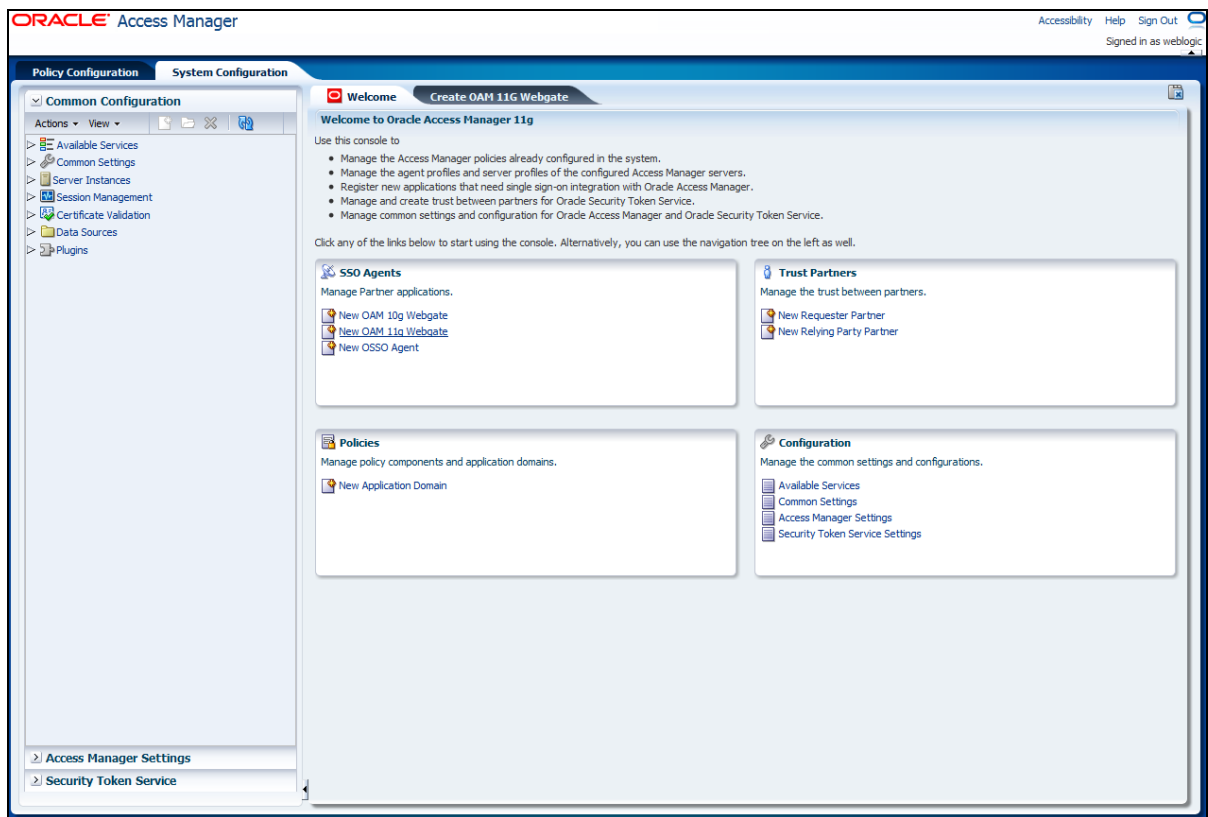 ORACLE Access Manager
Accessibility Help Sign Out
Signed in as weblogic
Policy Configuration System Configuration
Common Configuration
Actions View
Available Services
Common Settings
Server Instances
Session Management
Certificate Validation
Data Sources
Plugins
Access Manager Settings
Security Token Service
Welcome Create OAM 11G Webgate
Welcome to Oracle Access Manager 11g
Use this console to
• Manage the Access Manager policies already configured in the system.
• Manage the agent profiles and server profiles of the configured Access Manager servers.
• Register new applications that need single sign-on integration with Oracle Access Manager.
• Manage and create trust between partners for Oracle Security Token Service.
• Manage common settings and configuration for Oracle Access Manager and Oracle Security Token Service.
Click any of the links below to start using the console. Alternatively, you can use the navigation tree on the left as well.
SSO Agents
Manage Partner applications.
New OAM 10g Webgate
New OAM 11g Webgate
New OSSO Agent
Trust Partners
Manage the trust between partners.
New Requester Partner
New Relying Party Partner
Policies
Manage policy components and application domains.
New Application Domain
Configuration
Manage the common settings and configurations.
Available Services
Common Settings
Access Manager Settings
Security Token Service Settings